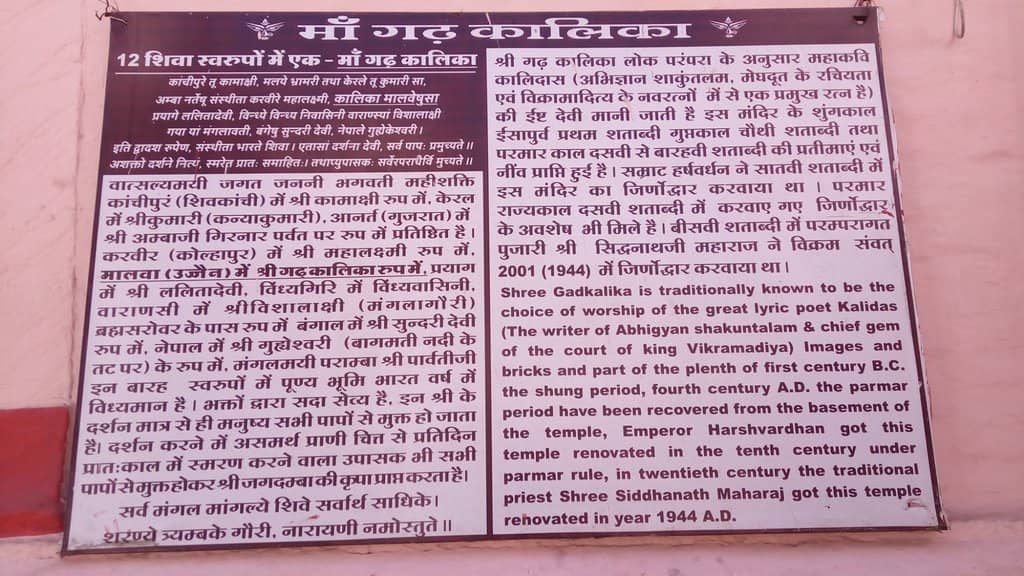 माँ गढ़ कालिका
12 शिवा स्वरुपों में एक - माँ गढ़ कालिका
कांचीपुरे तू कामाक्षी, मलये भ्रामरी तथा केरले तू कुमारी सा,
अम्बा नर्तेषु संस्थीता करवीरे महालक्ष्मी, कालिका मालवेषुसा
प्रयागे ललितादेवी, विन्धये विन्ध निवासिनी वाराणस्यां विशालाक्षी
गया यां मंगलावती, बंगेषु सुन्दरी देवी, नेपाले गुह्येकश्वरी।
इति द्वादश रुपेण, संस्थीता भारते शिवा। एतासां दर्शना देवी, सर्व पापः प्रमुच्चते॥
अशक्तो दर्शने नित्यं, स्मरेत प्रातः समाहितः। तथाप्युपासकः सर्वेरपराधैर्वि मुच्चते॥
वात्सल्यमयी जगत जननी भगवती महीशक्ति
कांचीपुरं (शिवकांची) में श्री कामाक्षी रुप में, केरल
में श्रीकुमारी (कन्याकुमारी), आनर्त (गुजरात) में
श्री अम्बाजी गिरनार पर्वत पर रुप में प्रतिष्ठित है।
करवीर (कोल्हापुर) में श्री महालक्ष्मी रुप में,
मालवा (उज्जैन) में श्री गढ़ कालिका रुप में, प्रयाग
में श्री ललितादेवी, विंध्यगिरि में विंध्यवासिनी,
वाराणसी में श्रीविशालाक्षी (मंगलागौरी)
ब्रह्मसरोवर के पास रुप में, बंगाल में श्री सुन्दरी देवी
रुप में, नेपाल में श्री गुह्येश्वरी (बागमती नदी के
तट पर) के रुप में, मंगलमयी पराम्बा श्री पार्वतीजी
इन बारह स्वरुपों में पूण्य भूमि भारत वर्ष में
विध्यमान है। भक्तों द्वारा सदा सैव्य है, इन श्री के
दर्शन मात्र से ही मनुष्य सभी पापों से मुक्त हो जाता
है। दर्शन करने में असमर्थ प्राणी चित्त से प्रतिदिन
प्रातःकाल में स्मरण करने वाला उपासक भी सभी
पापों से मुक्त होकर श्री जगदम्बा की कृपा प्राप्त करता है।
सर्व मंगल मांगल्ये शिवे सर्वार्थ साधिके।
शरण्ये त्र्यम्बके गौरी, नारायणी नमोस्तुते॥
श्री गढ़ कालिका लोक परंपरा के अनुसार महाकवि
कालिदास (अभिज्ञान शाकुंतलम, मेघदूत के रचियता
एवं विक्रामादित्य के नवरत्नों में से एक प्रमुख रत्न है)
की ईष्ट देवी मानी जाती है इस मंदिर के शुंगकाल
ईसापुर्व प्रथम शताब्दी गुप्तकाल चौथी शताब्दी तथा
परमार काल दसवी से बारहवी शताब्दी की प्रतीमाएं एवं
नींव प्राप्ति हुई है। सम्राट हर्षवर्धन ने सातवी शताब्दी में
इस मंदिर का जिर्णोद्धार करवाया था। परमार
राज्यकाल दसवी शताब्दी में करवाए गए जिर्णोद्धार
के अवशेष भी मिले है। बीसवी शताब्दी में परम्परागत
पुजारी श्री सिद्धनाथजी महाराज ने विक्रम संवत्
2001 (1944) में जिर्णोद्धार करवाया था।
Shree Gadkalika is traditionally known to be the
choice of worship of the great lyric poet Kalidas
(The writer of Abhigyan shakuntalam & chief gem
of the court of king Vikramadiya) Images and
bricks and part of the plenth of first century B.C.
the shung period, fourth century A.D. the parmar
period have been recovered from the basement of
the temple, Emperor Harshvardhan got this
temple renovated in the tenth century under
parmar rule, in twentieth century the traditional
priest Shree Siddhanath Maharaj got this temple
renovated in year 1944 A.D.